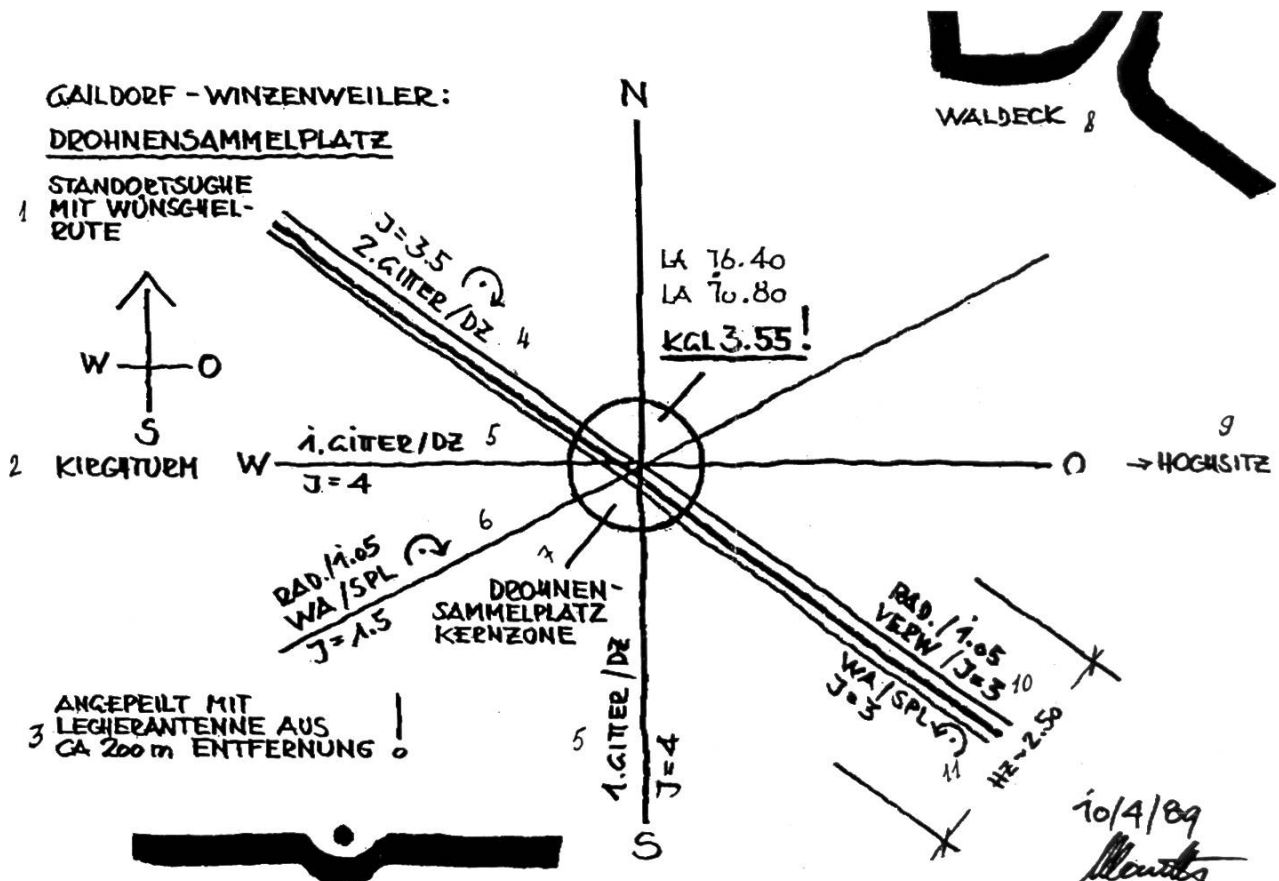 GAILDORF - WINZENWEILER:
DROHNENSAMMELPLATZ
1 STANDORTSUCHE
MIT WÜNSCHEL-
RUTE
N
WALDECK 8
J=3.5
2.GITTER/DZ 4
LA 16.40
LA 10.80
KGL 3.55!
W O
S
2 KIRCHTURM
W
1.GITTER/DZ 5
J=4
O
9
→ HOCHSITZ
6
RAD./1.05
WA/SPL
J=1.5
7
DROHNEN-
SAMMELPLATZ
KERNZONE
RAD./1.05
VERW/J=3 10
WA/SPL
J=3
11
HZ~2.50
3 ANGEPEILT MIT
LECHERANTENNE AUS
CA 200m ENTFERNUNG !
5 1.GITTER/DZ
J=4
S
10/4/89